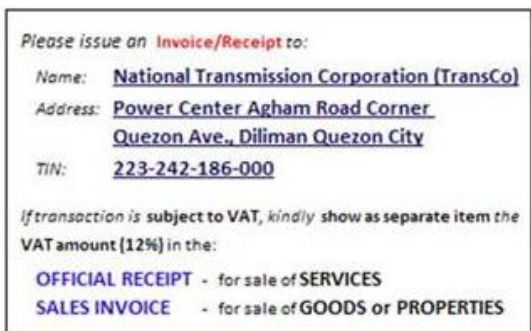 Please issue an Invoice/Receipt to:
Name: National Transmission Corporation (TransCo)
Address: Power Center Agham Road Corner
Quezon Ave., Diliman Quezon City
TIN: 223-242-186-000
If transaction is subject to VAT, kindly show as separate item the
VAT amount (12%) in the:
OFFICIAL RECEIPT - for sale of SERVICES
SALES INVOICE - for sale of GOODS or PROPERTIES